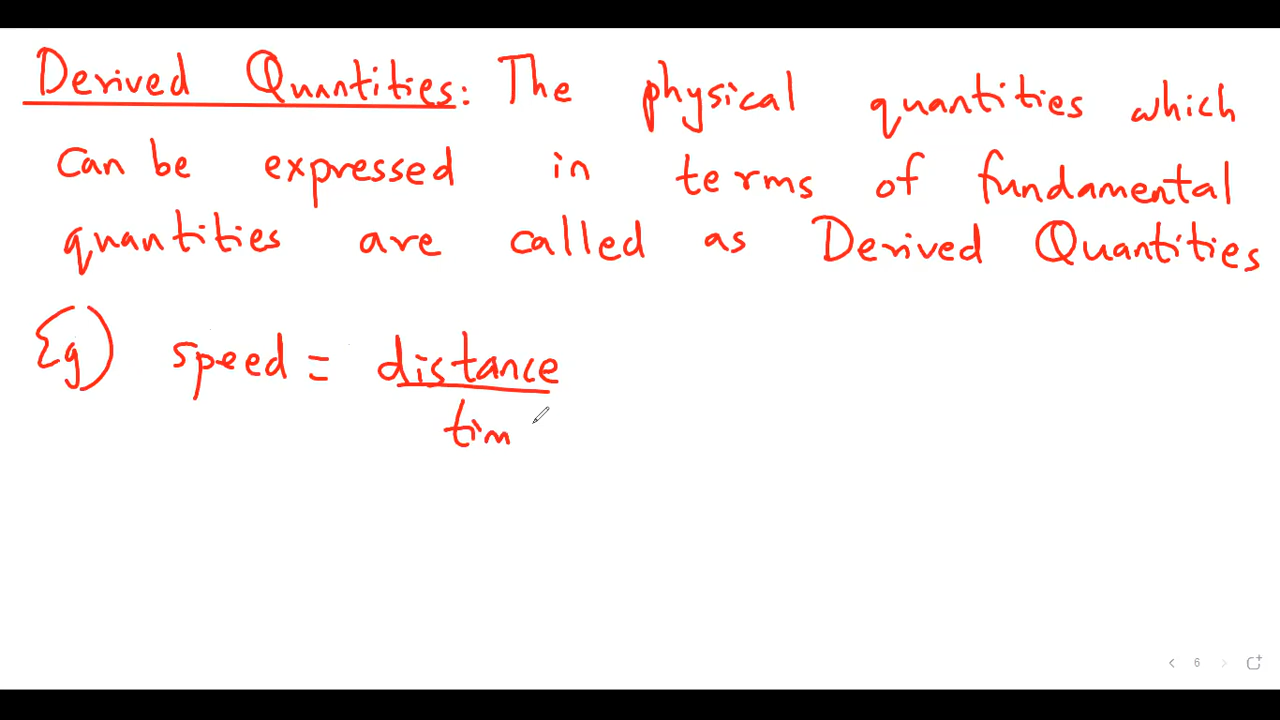 Derived Quantities: The physical quantities which
can be expressed in terms of fundamental
quantities are called as Derived Quantities
Eg) speed = distance
tim
6